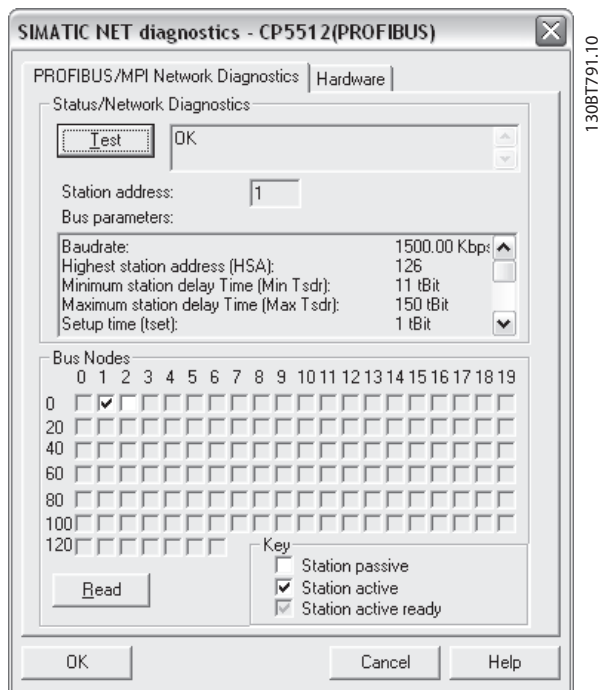 SIMATIC NET diagnostics - CP5512(PROFIBUS)
130BT791.10
PROFIBUS/MPI Network Diagnostics
Hardware
Status/Network Diagnostics
Test
OK
Station address:
1
Bus parameters:
Baudrate: 1500.00 Kbps
Highest station address (HSA): 126
Minimum station delay Time (Min Tsdr): 11 tBit
Maximum station delay Time (Max Tsdr): 150 tBit
Setup time (tset): 1 tBit
Bus Nodes
0 1 2 3 4 5 6 7 8 9 10 11 12 13 14 15 16 17 18 19
0
20
40
60
80
100
120
Key
Station passive
Station active
Station active ready
Read
OK
Cancel
Help